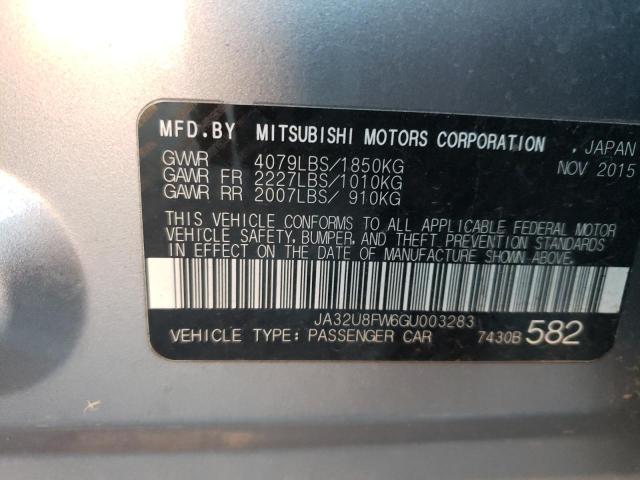 MFD.BY MITSUBISHI MOTORS CORPORATION , JAPAN
GVWR 4079LBS/1850KG NOV 2015
GAWR FR 2227LBS/1010KG
GAWR RR 2007LBS/ 910KG
THIS VEHICLE CONFORMS TO ALL APPLICABLE FEDERAL MOTOR
VEHICLE SAFETY, BUMPER, AND THEFT PREVENTION STANDARDS
IN EFFECT ON THE DATE OF MANUFACTURE SHOWN ABOVE.
JA32U8FW6GU003283
VEHICLE TYPE: PASSENGER CAR 7430B 582